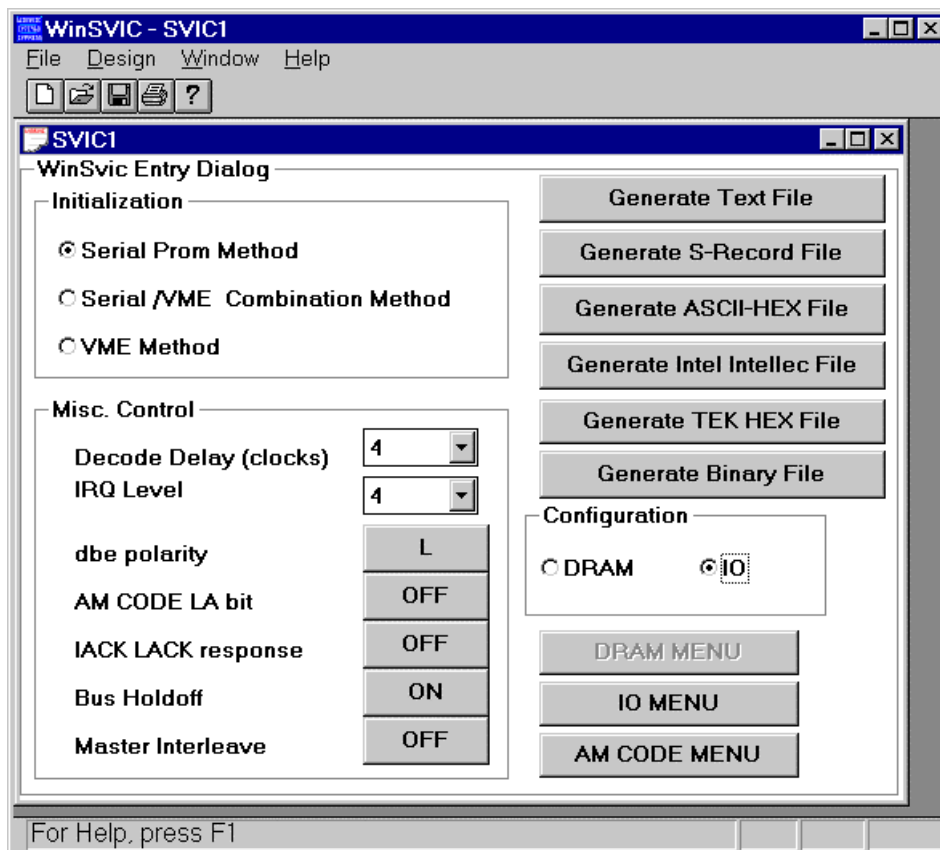 WinSVIC - SVIC1
File Design Window Help
?
SVIC1
WinSvic Entry Dialog
Initialization
Serial Prom Method
Serial /VME Combination Method
VME Method
Misc. Control
Decode Delay (clocks) 4
IRQ Level 4
dbe polarity L
AM CODE LA bit OFF
IACK LACK response OFF
Bus Holdoff ON
Master Interleave OFF
Generate Text File
Generate S-Record File
Generate ASCII-HEX File
Generate Intel Intellec File
Generate TEK HEX File
Generate Binary File
Configuration
DRAM IO
DRAM MENU
IO MENU
AM CODE MENU
For Help, press F1